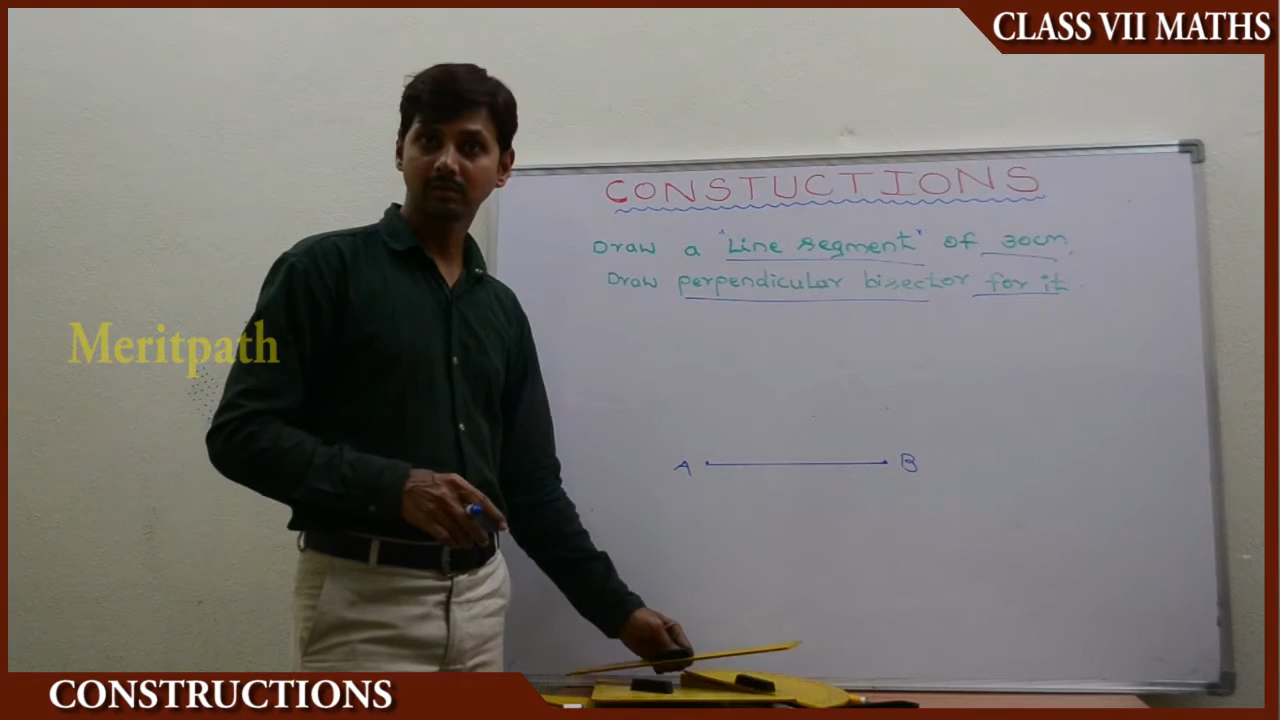 CLASS VII MATHS
CONSTUCTIONS
Draw a 'Line segment' of 30cm,
Draw perpendicular bisector for it.
Meritpath
A B
CONSTRUCTIONS